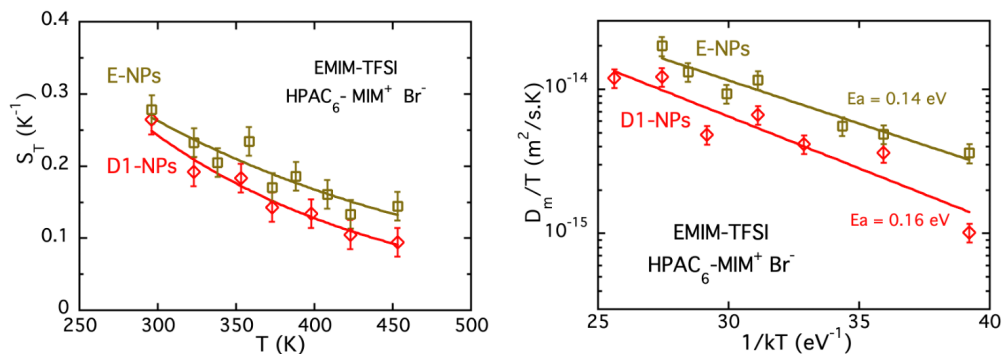 0.4
0.3
0.2
0.1
0
S_T (K⁻¹)
E-NPs
D1-NPs
EMIM-TFSI
HPAC₆- MIM⁺ Br⁻
250 300 350 400 450 500
T (K)
10⁻¹⁴
10⁻¹⁵
D_m/T (m²/s.K)
E-NPs
Ea = 0.14 eV
D1-NPs
Ea = 0.16 eV
EMIM-TFSI
HPAC₆-MIM⁺ Br⁻
25 30 35 40
1/kT (eV⁻¹)